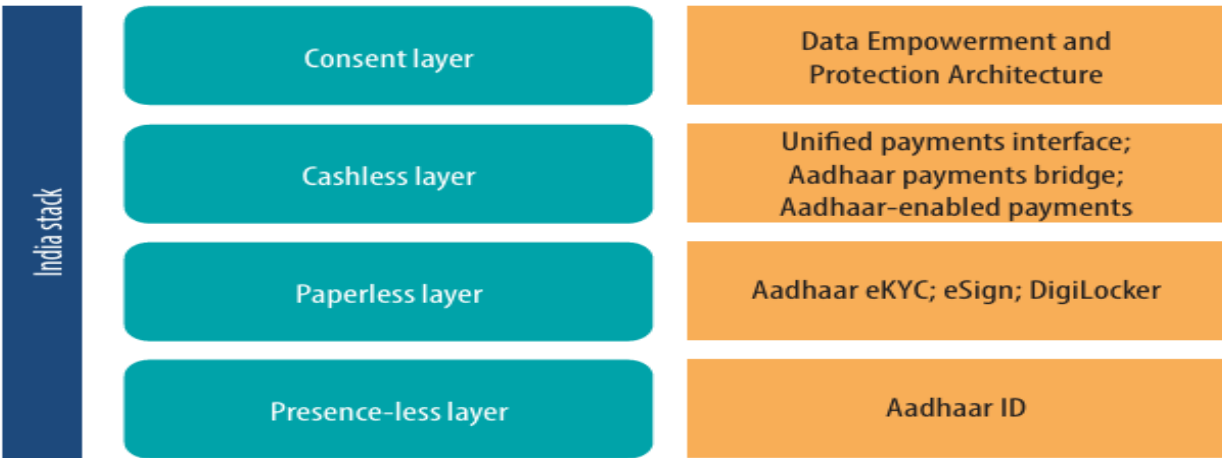 India stack
Consent layer
Data Empowerment and
Protection Architecture
Cashless layer
Unified payments interface;
Aadhaar payments bridge;
Aadhaar-enabled payments
Paperless layer
Aadhaar eKYC; eSign; DigiLocker
Presence-less layer
Aadhaar ID